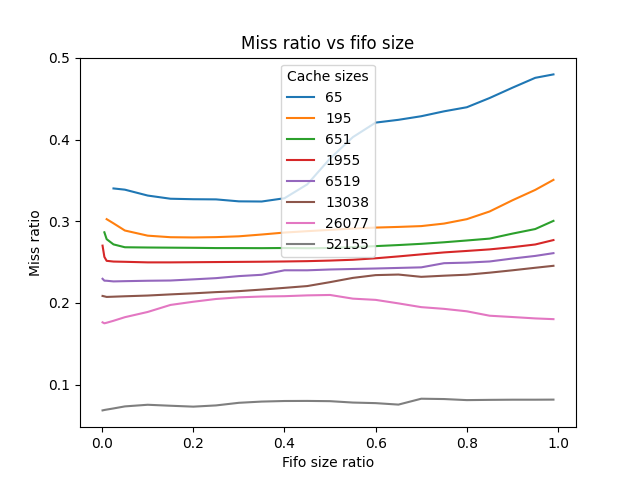 Miss ratio vs fifo size
Miss ratio
0.5
0.4
0.3
0.2
0.1
Cache sizes
65
195
651
1955
6519
13038
26077
52155
0.0 0.2 0.4 0.6 0.8 1.0
Fifo size ratio